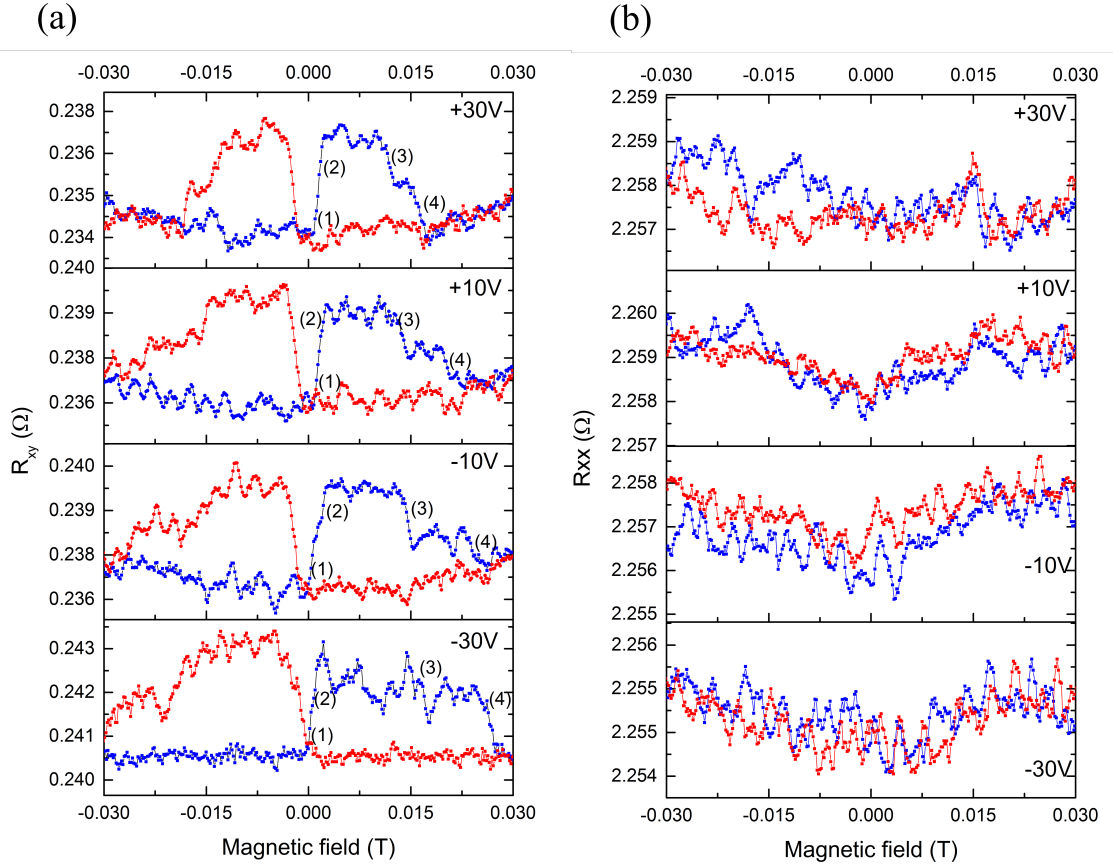 (a)
(b)
-0.030 -0.015 0.000 0.015 0.030
-0.030 -0.015 0.000 0.015 0.030
0.238
0.236
0.235
0.234
0.240
+30V
(1)
(2)
(3)
(4)
0.239
0.238
0.236
+10V
(1)
(2)
(3)
(4)
0.240
0.239
0.238
0.236
-10V
(1)
(2)
(3)
(4)
0.243
0.242
0.241
0.240
-30V
(1)
(2)
(3)
(4)
Rxy (Ω)
-0.030 -0.015 0.000 0.015 0.030
Magnetic field (T)
2.259
2.258
2.258
2.257
+30V
2.260
2.259
2.258
2.257
+10V
2.258
2.257
2.256
2.255
-10V
2.256
2.255
2.255
2.254
-30V
Rxx (Ω)
-0.030 -0.015 0.000 0.015 0.030
Magnetic field (T)